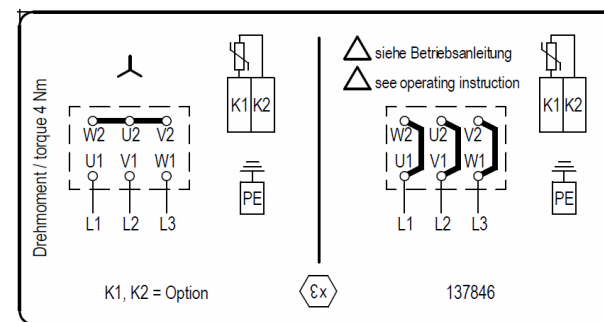 Drehmoment / torque 4 Nm
K1 K2
W2 U2 V2
U1 V1 W1
L1 L2 L3
PE
K1, K2 = Option
siehe Betriebsanleitung
see operating instruction
K1 K2
W2 U2 V2
U1 V1 W1
L1 L2 L3
PE
εx
137846